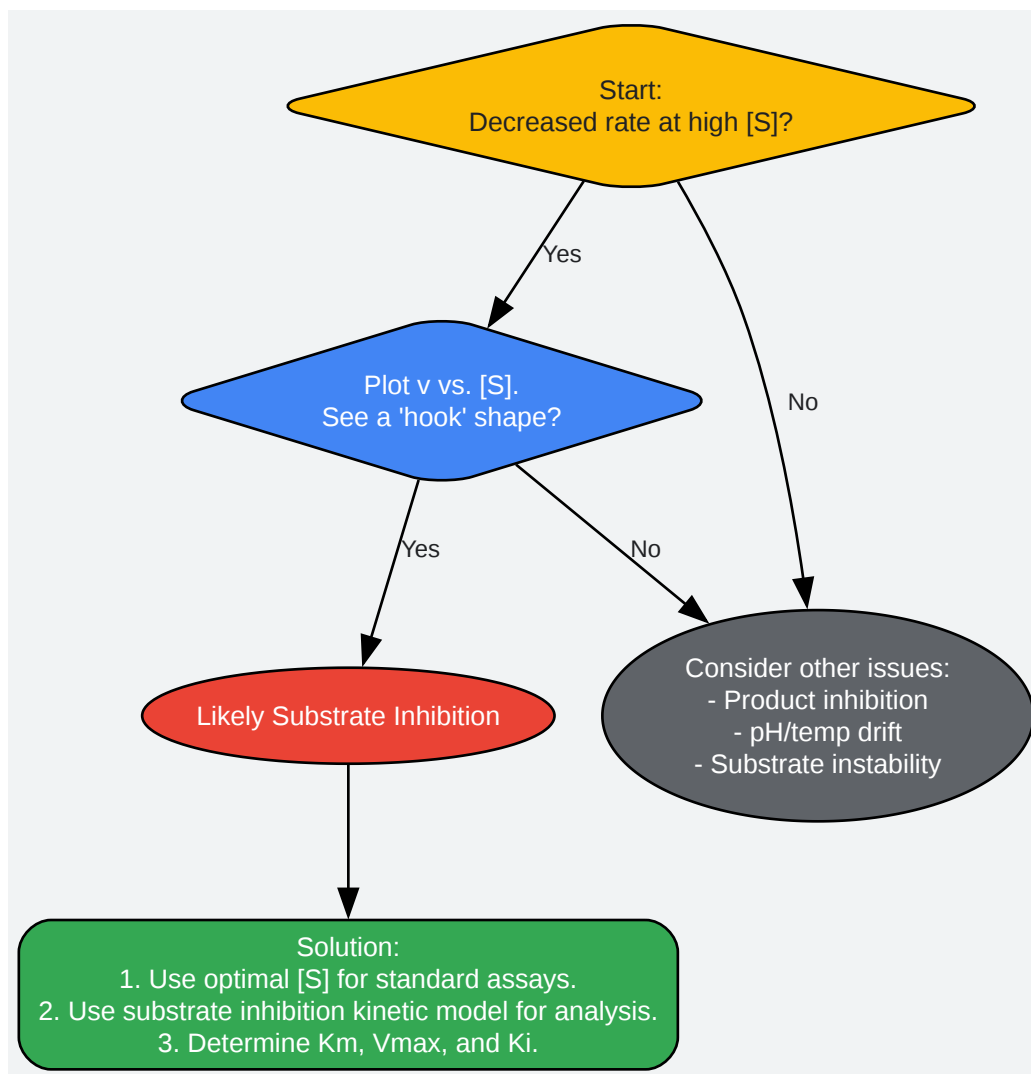 Start:
Decreased rate at high [S]?
Yes
No
Plot v vs. [S].
See a 'hook' shape?
Yes
No
Likely Substrate Inhibition
Consider other issues:
- Product inhibition
- pH/temp drift
- Substrate instability
Solution:
1. Use optimal [S] for standard assays.
2. Use substrate inhibition kinetic model for analysis.
3. Determine Km, Vmax, and Ki.